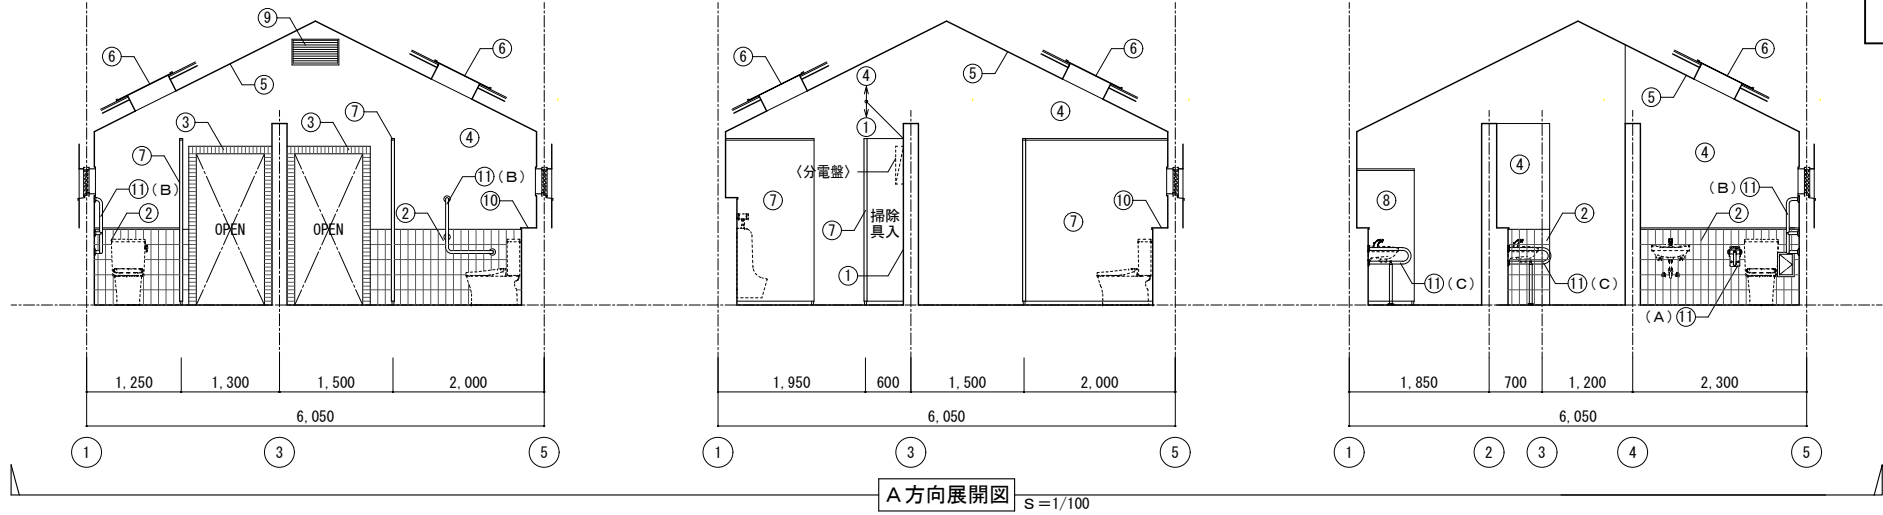 ⑨
⑥ ⑥ ⑤
③ ③ ⑦ ④
⑦
⑪(B) ⑪(B)
② OPEN OPEN ② ⑩
1,250 1,300 1,500 2,000
6,050
① ③ ⑤
⑥ ④ ⑤ ⑥
① ④
〈分電盤〉
⑦ ⑦ 掃除
具入 ⑦ ⑩
①
1,950 600 1,500 2,000
6,050
① ③ ⑤
⑥
⑤
④ ④
⑧ ② ② (B)⑪
⑪(C) ⑪(C) (A)⑪
1,850 700 1,200 2,300
6,050
① ② ③ ④ ⑤
A方向展開図 S=1/100